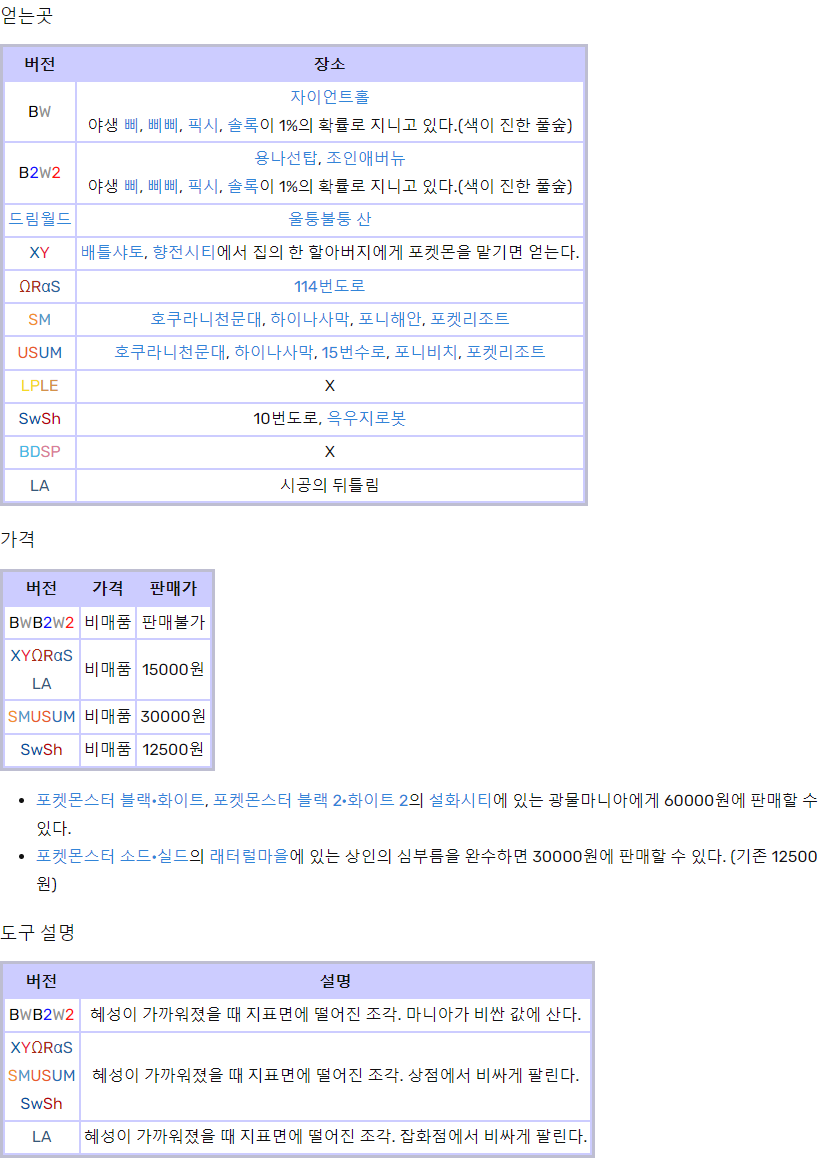 얻는곳
버전 장소
BW
자이언트홀
야생 삐, 삐삐, 픽시, 솔록이 1%의 확률로 지니고 있다.(색이 진한 풀숲)
B2W2
용나선탑, 조인애버뉴
야생 삐, 삐삐, 픽시, 솔록이 1%의 확률로 지니고 있다.(색이 진한 풀숲)
드림월드 울퉁불퉁 산
XY 배틀샤토, 향전시티에서 집의 한 할아버지에게 포켓몬을 맡기면 얻는다.
ΩRαS 114번도로
SM 호쿠라니천문대, 하이나사막, 포니해안, 포켓리조트
USUM 호쿠라니천문대, 하이나사막, 15번수로, 포니비치, 포켓리조트
LPLE X
SwSh 10번도로, 윽우지로봇
BDSP X
LA 시공의 뒤틀림
가격
버전 가격 판매가
BWB2W2 비매품 판매불가
XYΩRαS
LA
비매품 15000원
SMUSUM 비매품 30000원
SwSh 비매품 12500원
• 포켓몬스터 블랙·화이트, 포켓몬스터 블랙 2·화이트 2의 설화시티에 있는 광물마니아에게 60000원에 판매할 수
있다.
• 포켓몬스터 소드·실드의 래터럴마을에 있는 상인의 심부름을 완수하면 30000원에 판매할 수 있다. (기존 12500
원)
도구 설명
버전 설명
BWB2W2 혜성이 가까워졌을 때 지표면에 떨어진 조각. 마니아가 비싼 값에 산다.
XYΩRαS
SMUSUM
SwSh
혜성이 가까워졌을 때 지표면에 떨어진 조각. 상점에서 비싸게 팔린다.
LA 혜성이 가까워졌을 때 지표면에 떨어진 조각. 잡화점에서 비싸게 팔린다.